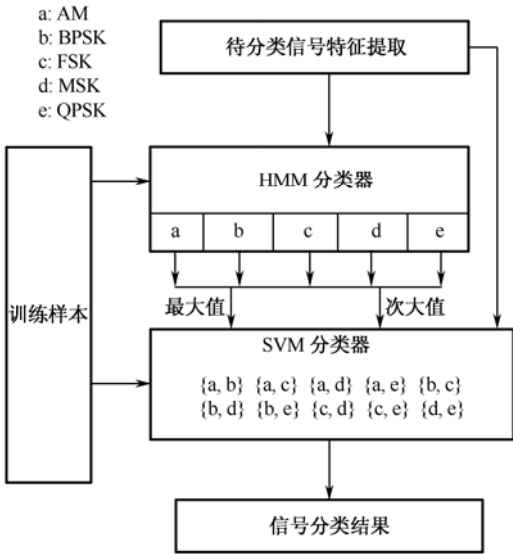 a: AM
b: BPSK
c: FSK
d: MSK
e: QPSK
待分类信号特征提取
HMM 分类器
a b c d e
训练样本
最大值 次大值
SVM 分类器
{a, b} {a, c} {a, d} {a, e} {b, c}
{b, d} {b, e} {c, d} {c, e} {d, e}
信号分类结果